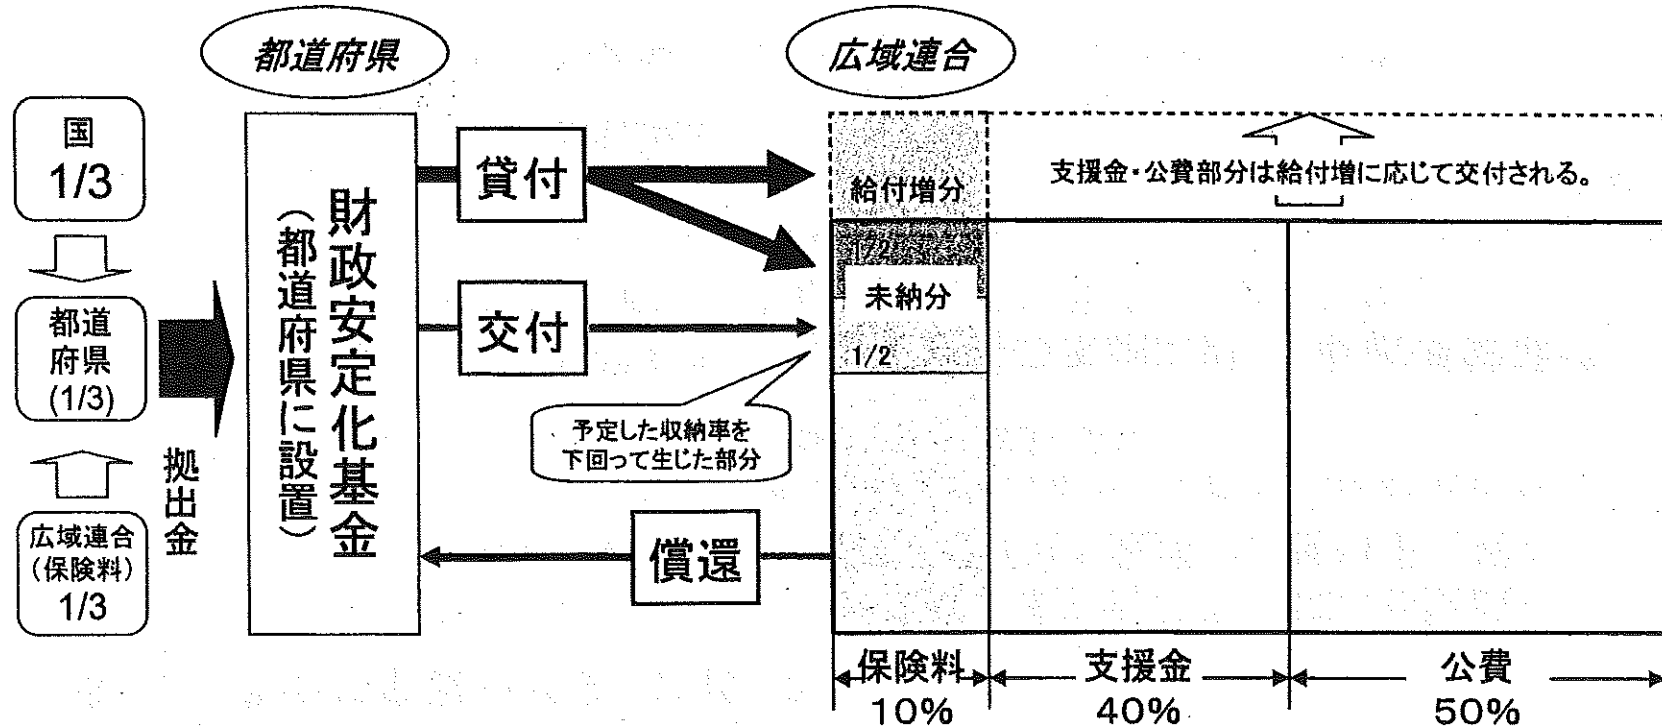 都道府県
広域連合
国
1/3
都道
府県
(1/3)
広域連合
(保険料)
1/3
拠出金
財政安定化基金
(都道府県に設置)
貸付
交付
予定した収納率を
下回って生じた部分
償還
給付増分
支援金・公費部分は給付増に応じて交付される。
1/2
未納分
1/2
保険料
10%
支援金
40%
公費
50%